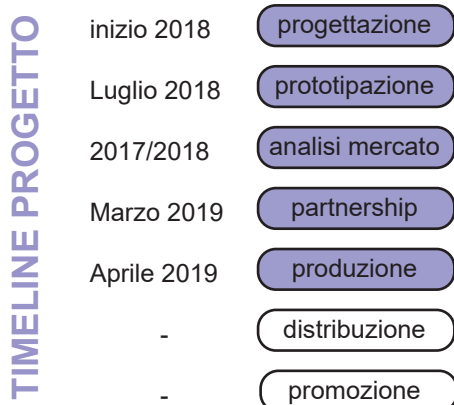 TIMELINE PROGETTO
inizio 2018 progettazione
Luglio 2018 prototipazione
2017/2018 analisi mercato
Marzo 2019 partnership
Aprile 2019 produzione
- distribuzione
- promozione